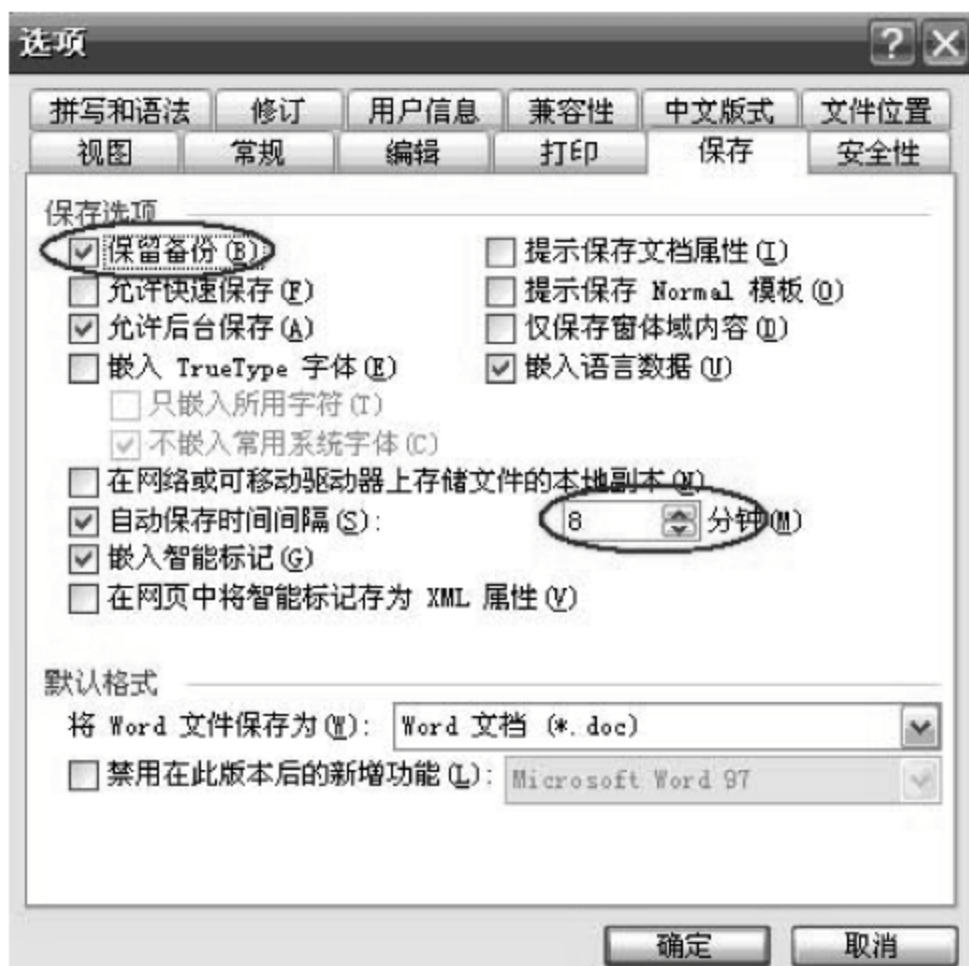 选项
拼写和语法 修订 用户信息 兼容性 中文版式 文件位置
视图 常规 编辑 打印 保存 安全性
保存选项
保留备份(B) 提示保存文档属性(I)
允许快速保存(F) 提示保存 Normal 模板(O)
允许后台保存(A) 仅保存窗体域内容(D)
嵌入 TrueType 字体(E) 嵌入语言数据(U)
只嵌入所用字符(T)
不嵌入常用系统字体(C)
在网络或可移动驱动器上存储文件的本地副本(N)
自动保存时间间隔(S): 8 分钟(M)
嵌入智能标记(G)
在网页中将智能标记存为 XML 属性(V)
默认格式
将 Word 文件保存为(W): Word 文档 (*.doc)
禁用在此版本后的新增功能(L): Microsoft Word 97
确定 取消